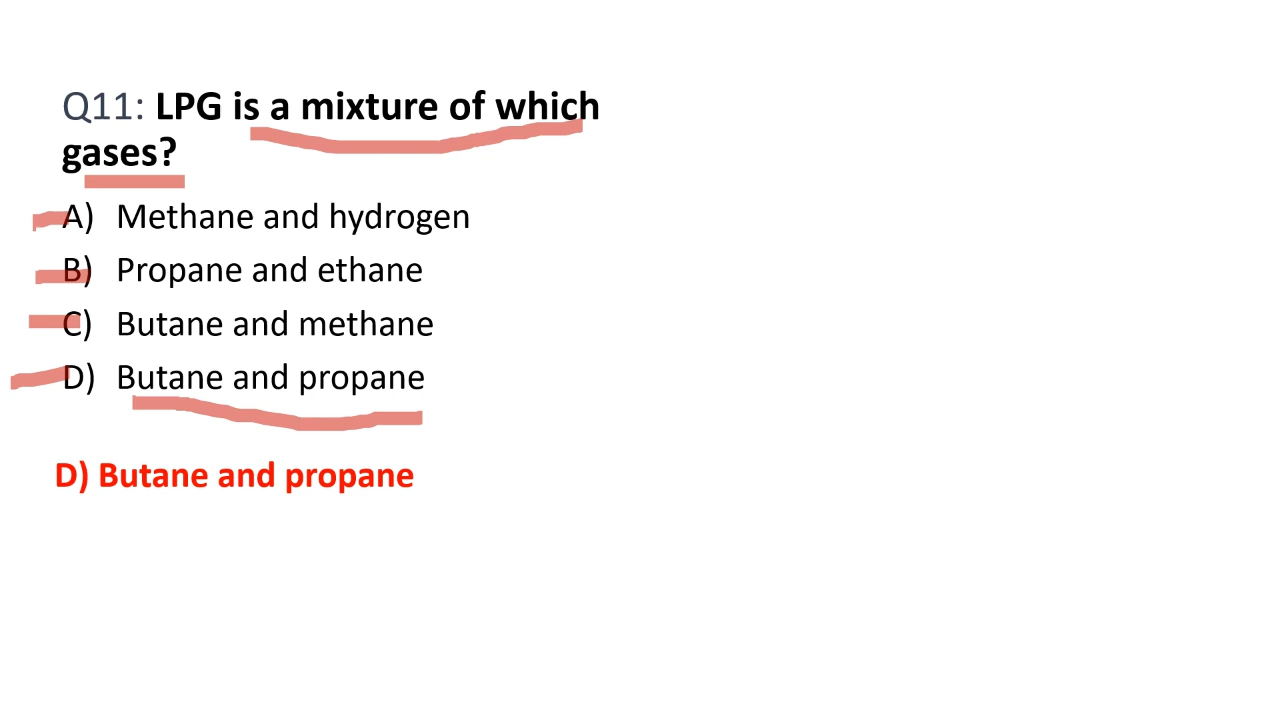 Q11: LPG is a mixture of which
gases?
A) Methane and hydrogen
B) Propane and ethane
C) Butane and methane
D) Butane and propane
D) Butane and propane